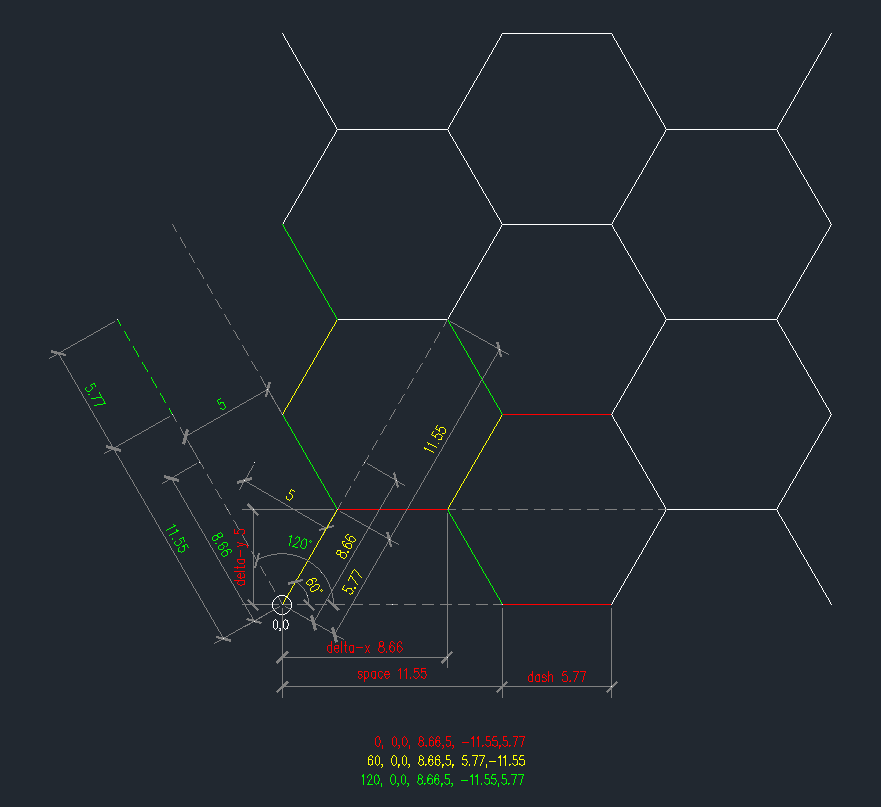 5.77
5
11.55
5
11.55
8.66
delta-y 5
120°
8.66
60°
5.77
0,0
delta-x 8.66
space 11.55
dash 5.77
0, 0,0, 8.66,5, -11.55,5.77
60, 0,0, 8.66,5, 5.77,-11.55
120, 0,0, 8.66,5, -11.55,5.77